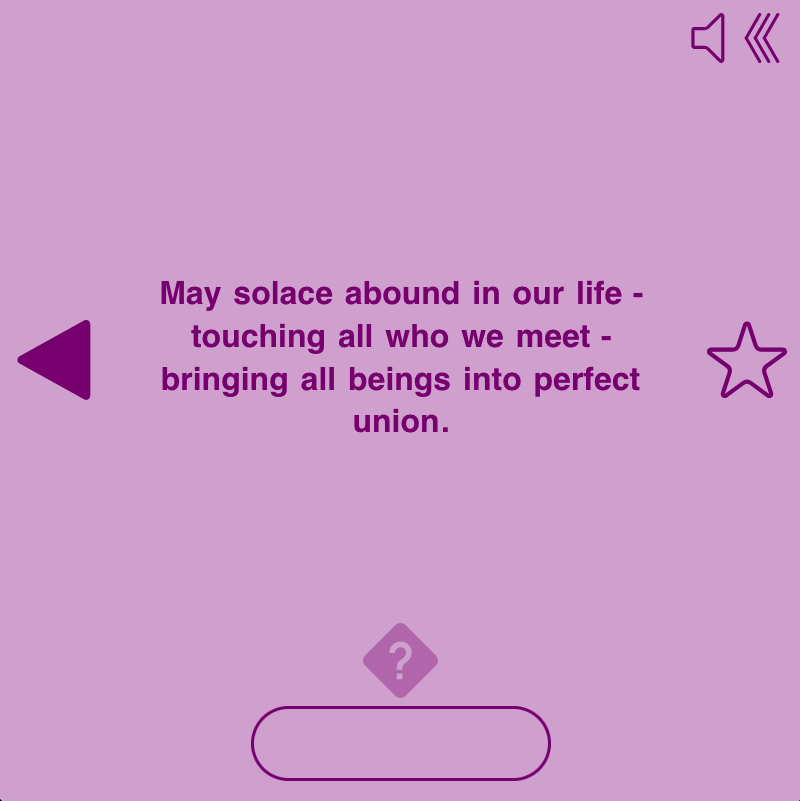 May solace abound in our life -
touching all who we meet -
bringing all beings into perfect
union.
?